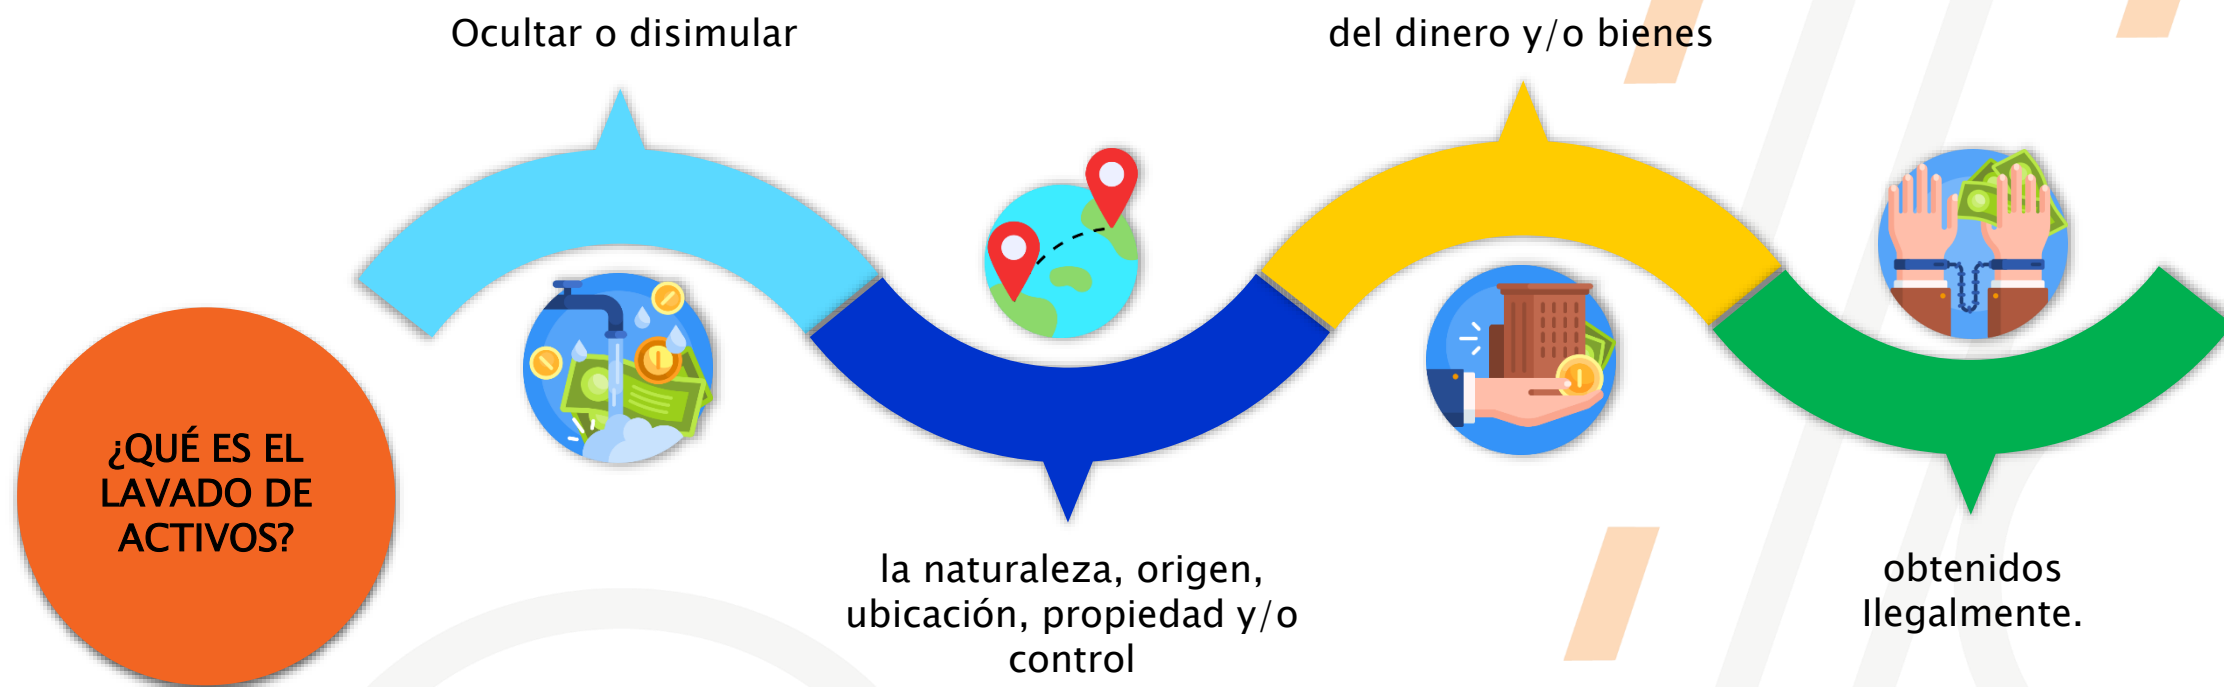 ¿QUÉ ES EL
LAVADO DE
ACTIVOS?
Ocultar o disimular
la naturaleza, origen,
ubicación, propiedad y/o
control
del dinero y/o bienes
obtenidos
Ilegalmente.